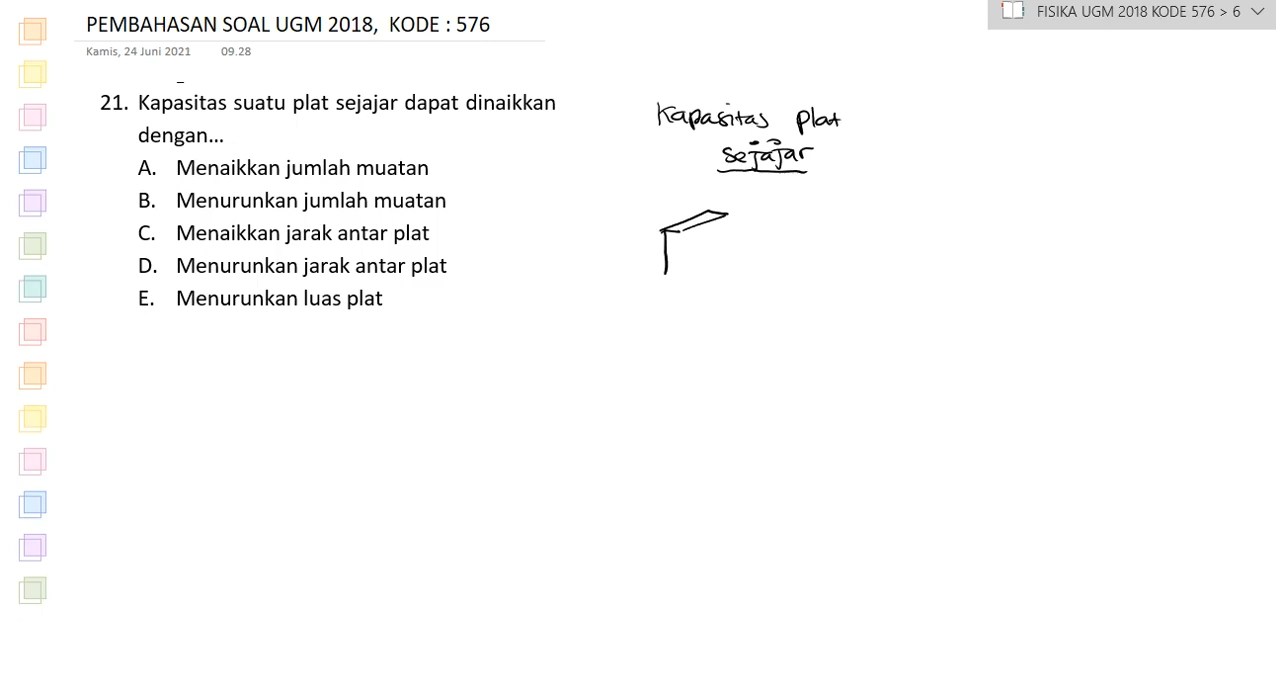 PEMBAHASAN SOAL UGM 2018, KODE : 576
FISIKA UGM 2018 KODE 576 > 6
Kamis, 24 Juni 2021 09.28
21. Kapasitas suatu plat sejajar dapat dinaikkan
dengan...
A. Menaikkan jumlah muatan
B. Menurunkan jumlah muatan
C. Menaikkan jarak antar plat
D. Menurunkan jarak antar plat
E. Menurunkan luas plat
Kapasitas plat
sejajar